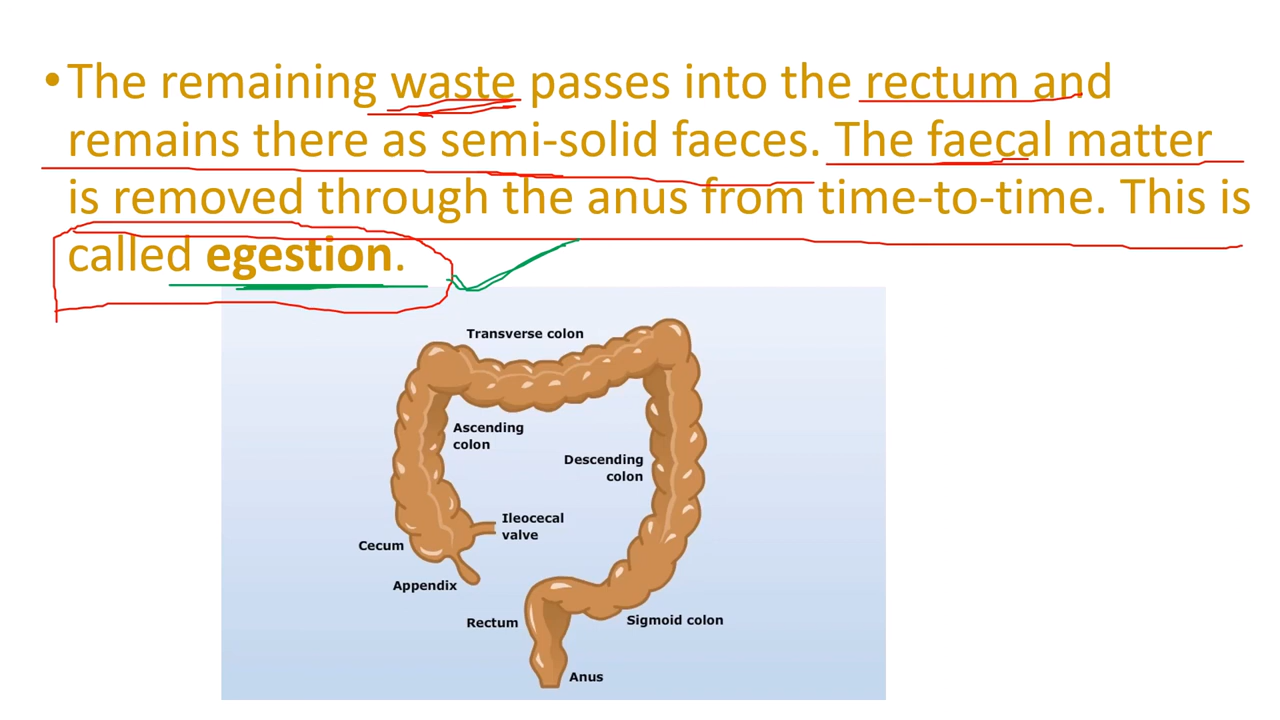 •The remaining waste passes into the rectum and
remains there as semi-solid faeces. The faecal matter
is removed through the anus from time-to-time. This is
called egestion.
Transverse colon
Ascending
colon
Descending
colon
Ileocecal
valve
Cecum
Appendix
Rectum
Sigmoid colon
Anus